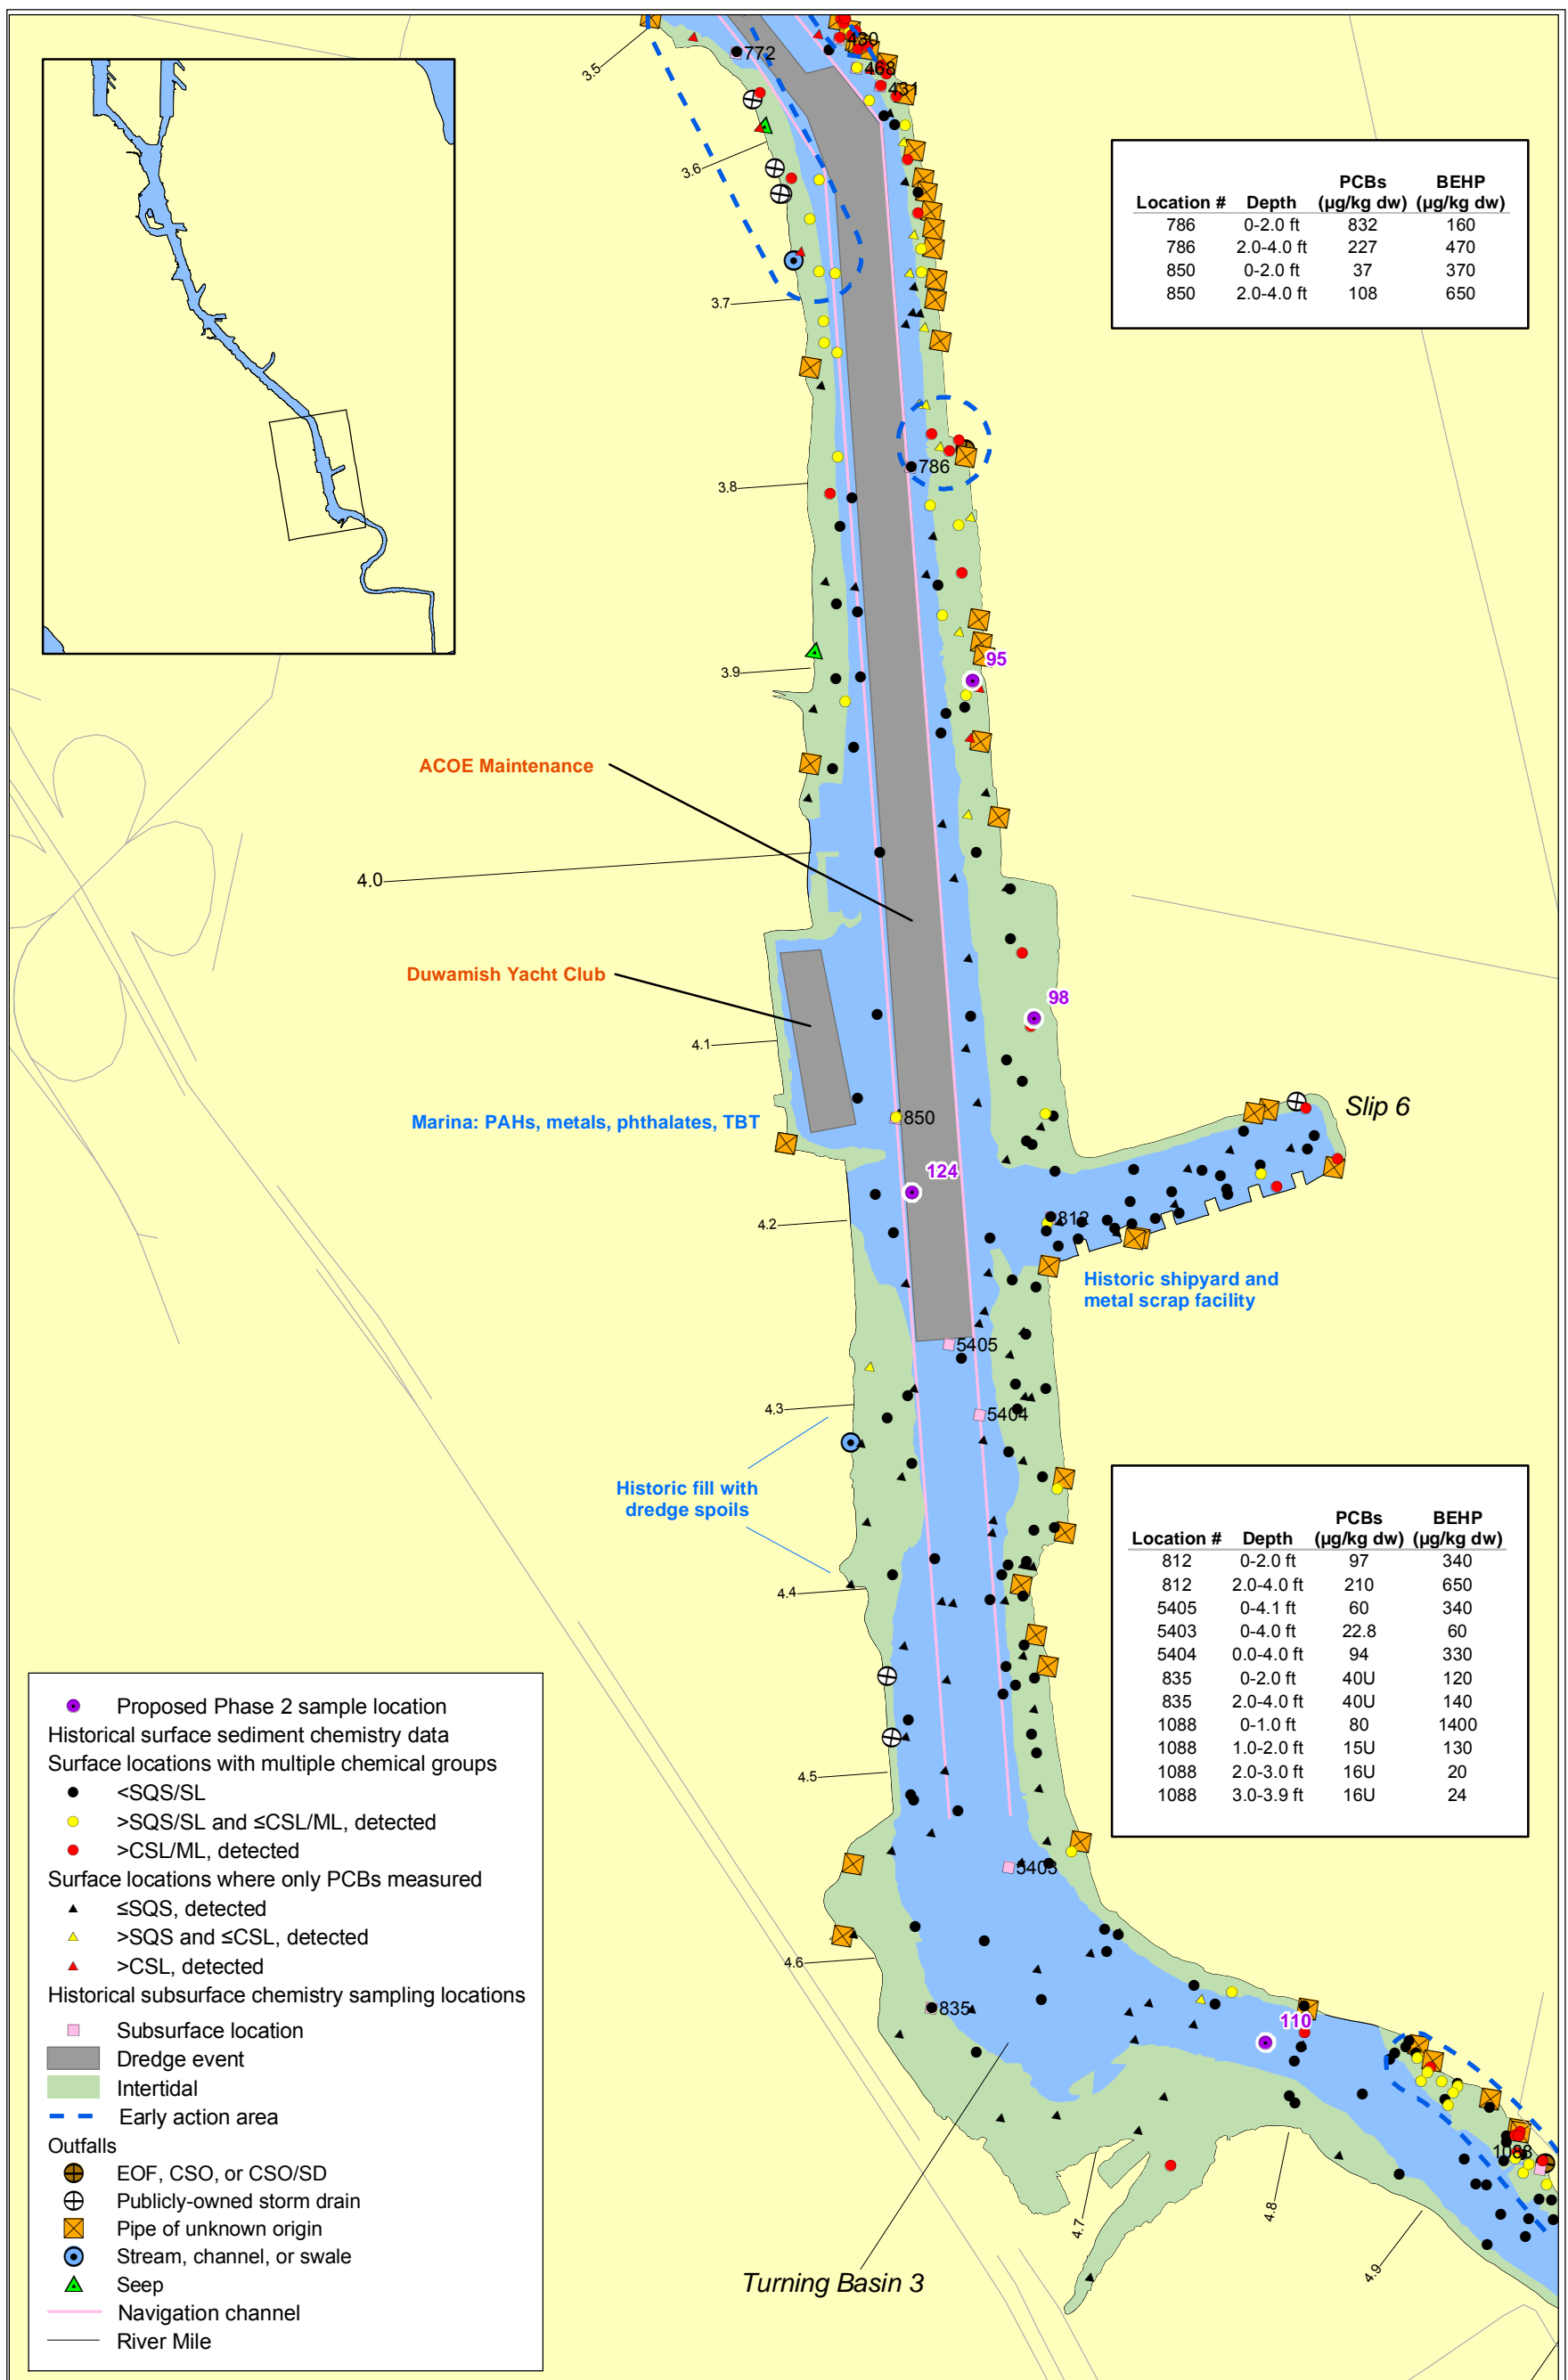 430
772
468
431
3.5
3.6
3.7
PCBs BEHP
Location # Depth (µg/kg dw) (µg/kg dw)
786 0-2.0 ft 832 160
786 2.0-4.0 ft 227 470
850 0-2.0 ft 37 370
850 2.0-4.0 ft 108 650
786
3.8
95
3.9
ACOE Maintenance
4.0
Duwamish Yacht Club
98
4.1
Marina: PAHs, metals, phthalates, TBT
850
Slip 6
124
4.2
812
Historic shipyard and
metal scrap facility
5405
4.3
5404
Historic fill with
dredge spoils
4.4
PCBs BEHP
Location # Depth (µg/kg dw) (µg/kg dw)
812 0-2.0 ft 97 340
812 2.0-4.0 ft 210 650
5405 0-4.1 ft 60 340
5403 0-4.0 ft 22.8 60
5404 0.0-4.0 ft 94 330
835 0-2.0 ft 40U 120
835 2.0-4.0 ft 40U 140
1088 0-1.0 ft 80 1400
1088 1.0-2.0 ft 15U 130
1088 2.0-3.0 ft 16U 20
1088 3.0-3.9 ft 16U 24
4.5
5403
4.6
835
110
1088
4.7
4.8
4.9
Turning Basin 3
Proposed Phase 2 sample location
Historical surface sediment chemistry data
Surface locations with multiple chemical groups
<SQS/SL
>SQS/SL and ≤CSL/ML, detected
>CSL/ML, detected
Surface locations where only PCBs measured
≤SQS, detected
>SQS and ≤CSL, detected
>CSL, detected
Historical subsurface chemistry sampling locations
Subsurface location
Dredge event
Intertidal
Early action area
Outfalls
EOF, CSO, or CSO/SD
Publicly-owned storm drain
Pipe of unknown origin
Stream, channel, or swale
Seep
Navigation channel
River Mile